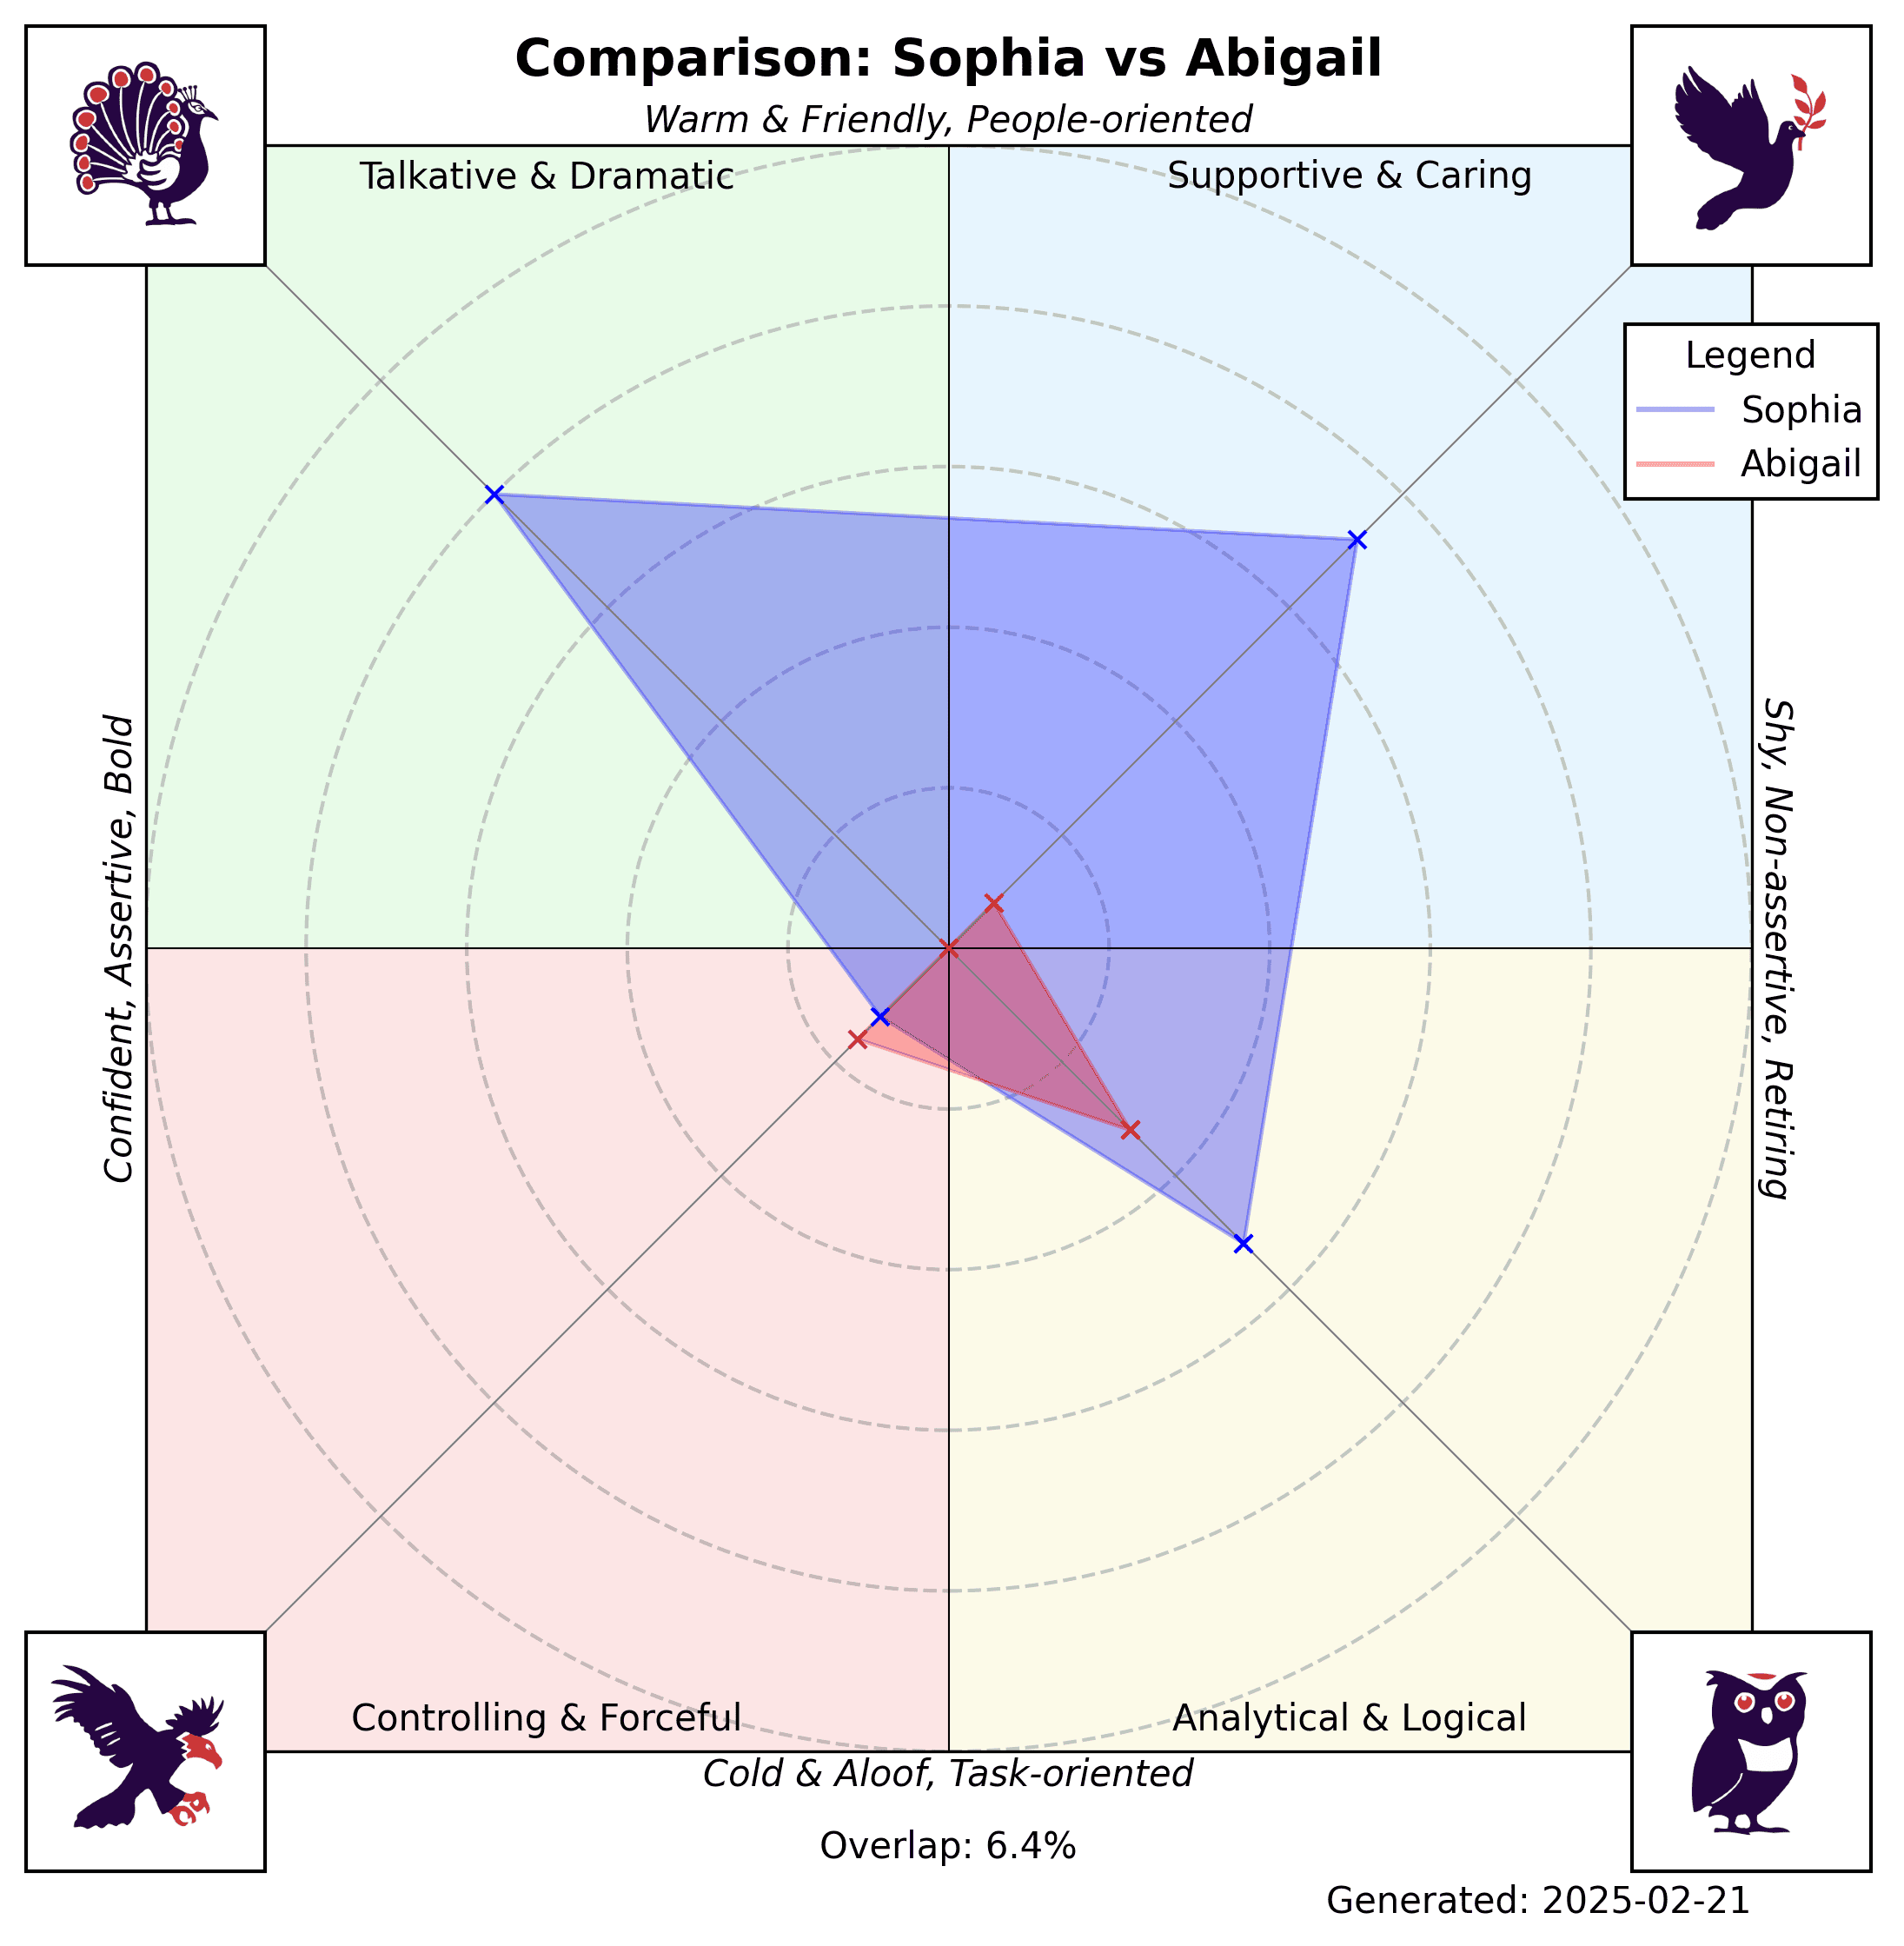 Comparison: Sophia vs Abigail
Warm & Friendly, People-oriented
Talkative & Dramatic
Supportive & Caring
Legend
Sophia
Abigail
Confident, Assertive, Bold
Shy, Non-assertive, Retiring
Controlling & Forceful
Analytical & Logical
Cold & Aloof, Task-oriented
Overlap: 6.4%
Generated: 2025-02-21